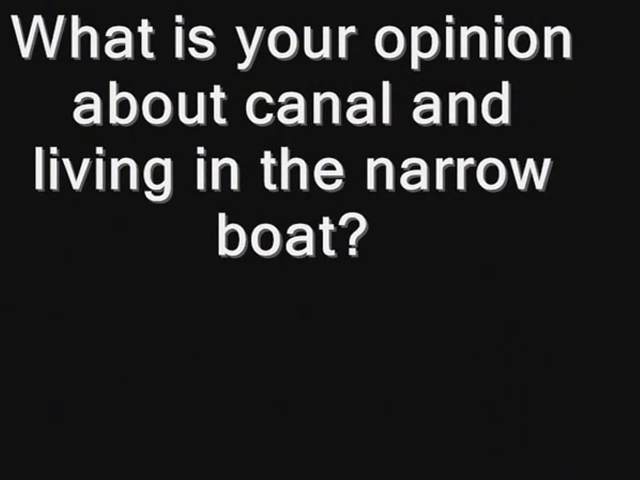 What is your opinion
about canal and
living in the narrow
boat?